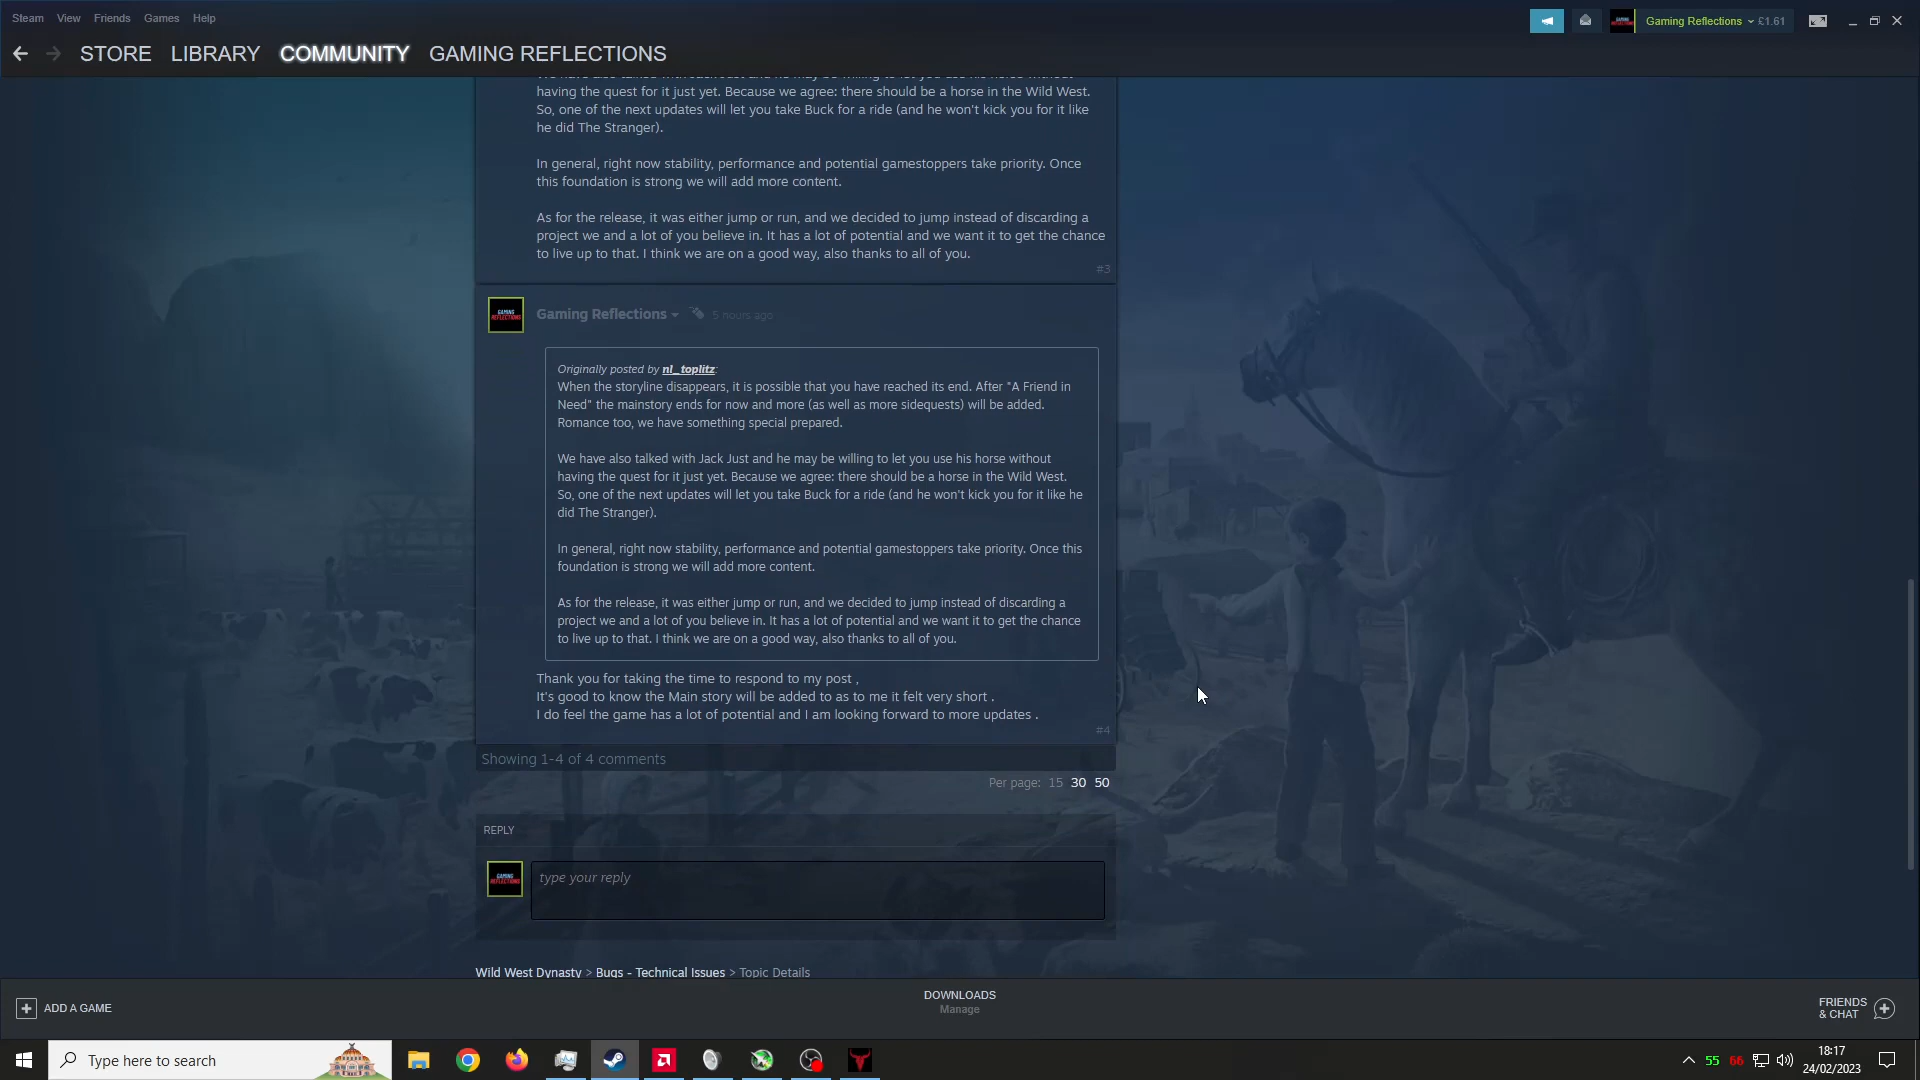 Steam View Friends Games Help
Gaming Reflections £1.61
STORE LIBRARY COMMUNITY GAMING REFLECTIONS
having the quest for it just yet. Because we agree: there should be a horse in the Wild West.
So, one of the next updates will let you take Buck for a ride (and he won't kick you for it like
he did The Stranger).
In general, right now stability, performance and potential gamestoppers take priority. Once
this foundation is strong we will add more content.
As for the release, it was either jump or run, and we decided to jump instead of discarding a
project we and a lot of you believe in. It has a lot of potential and we want it to get the chance
to live up to that. I think we are on a good way, also thanks to all of you.
#3
GAMING
REFLECTIONS
Gaming Reflections 5 hours ago
Originally posted by nl_toplitz:
When the storyline disappears, it is possible that you have reached its end. After "A Friend in
Need" the mainstory ends for now and more (as well as more sidequests) will be added.
Romance too, we have something special prepared.
We have also talked with Jack Just and he may be willing to let you use his horse without
having the quest for it just yet. Because we agree: there should be a horse in the Wild West.
So, one of the next updates will let you take Buck for a ride (and he won't kick you for it like he
did The Stranger).
In general, right now stability, performance and potential gamestoppers take priority. Once this
foundation is strong we will add more content.
As for the release, it was either jump or run, and we decided to jump instead of discarding a
project we and a lot of you believe in. It has a lot of potential and we want it to get the chance
to live up to that. I think we are on a good way, also thanks to all of you.
Thank you for taking the time to respond to my post ,
It's good to know the Main story will be added to as to me it felt very short .
I do feel the game has a lot of potential and I am looking forward to more updates .
#4
Showing 1-4 of 4 comments
Per page: 15 30 50
REPLY
GAMING
REFLECTIONS
type your reply
Wild West Dynasty > Bugs - Technical Issues > Topic Details
ADD A GAME
DOWNLOADS
Manage
FRIENDS
& CHAT
Type here to search
55 66
18:17
24/02/2023